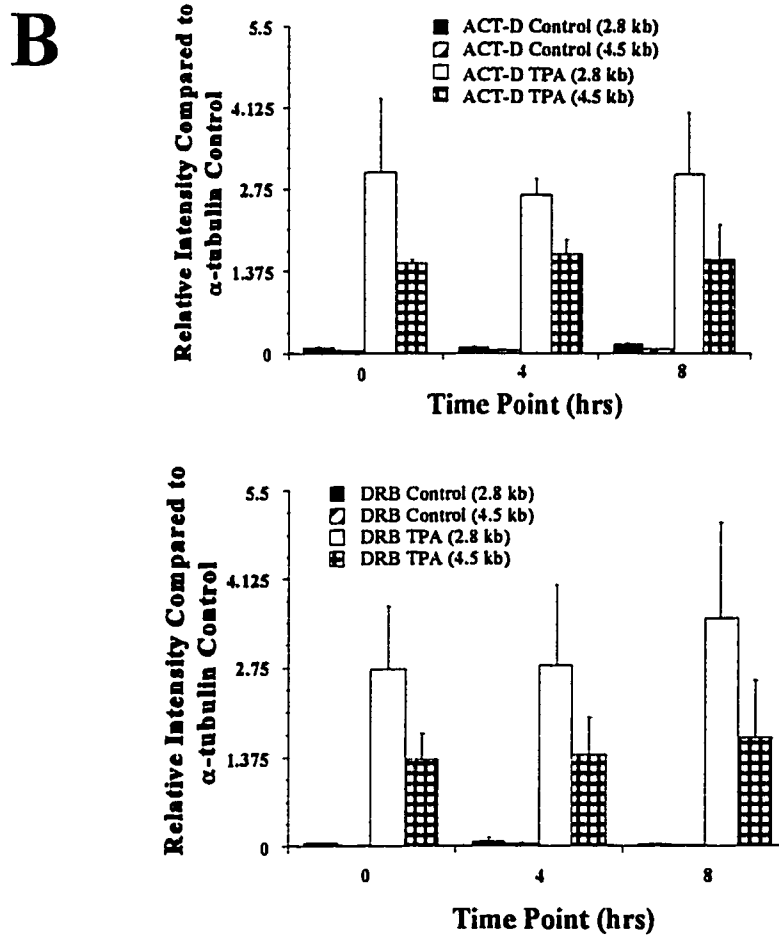 B
Relative Intensity Compared to
α-tubulin Control
5.5
4.125
2.75
1.375
0
ACT-D Control (2.8 kb)
ACT-D Control (4.5 kb)
ACT-D TPA (2.8 kb)
ACT-D TPA (4.5 kb)
0 4 8
Time Point (hrs)
Relative Intensity Compared to
α-tubulin Control
5.5
4.125
2.75
1.375
0
DRB Control (2.8 kb)
DRB Control (4.5 kb)
DRB TPA (2.8 kb)
DRB TPA (4.5 kb)
0 4 8
Time Point (hrs)